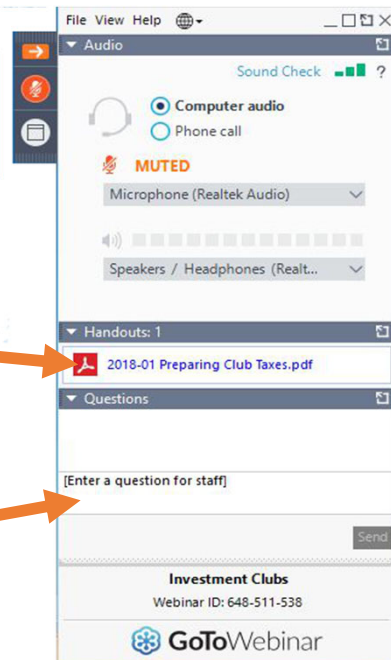 File View Help
Audio
Sound Check ?
Computer audio
Phone call
MUTED
Microphone (Realtek Audio)
Speakers / Headphones (Realt...
Handouts: 1
2018-01 Preparing Club Taxes.pdf
Questions
[Enter a question for staff]
Send
Investment Clubs
Webinar ID: 648-511-538
GoToWebinar